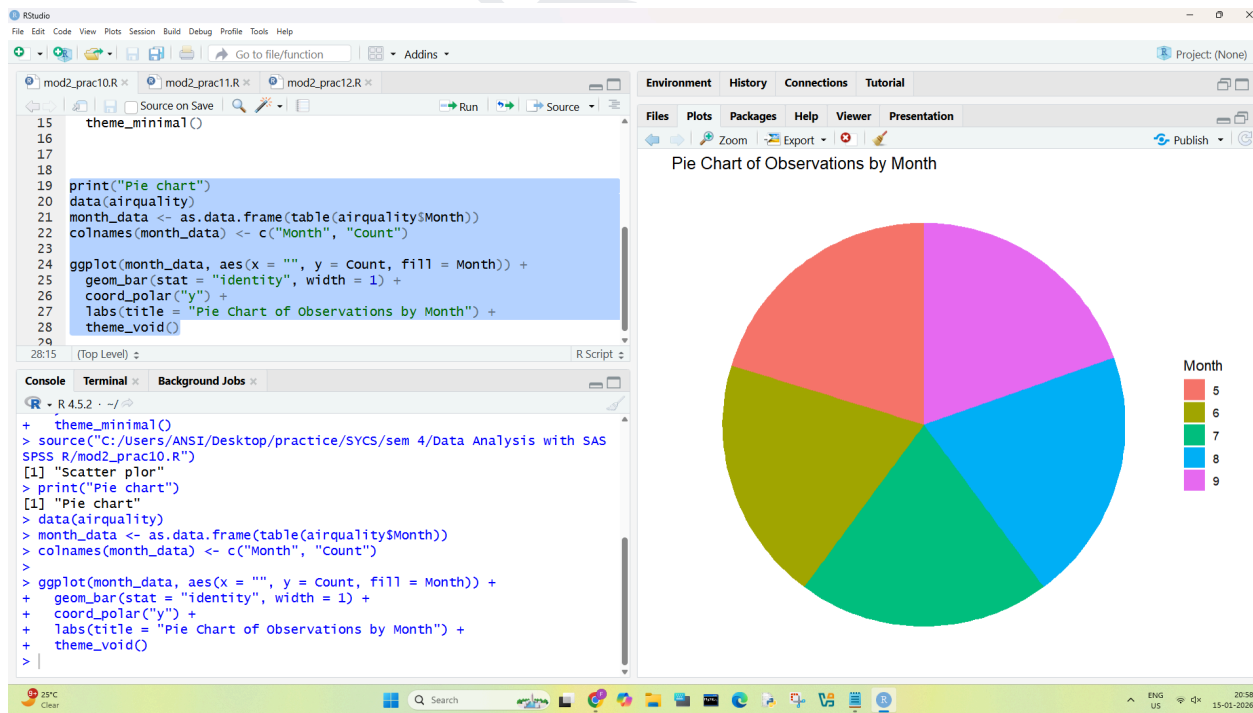 RStudio
File Edit Code View Plots Session Build Debug Profile Tools Help
Go to file/function Addins Project: (None)
mod2_prac10.R mod2_prac11.R mod2_prac12.R
Source on Save Run Source
15 theme_minimal()
16
17
18
19 print("Pie chart")
20 data(airquality)
21 month_data <- as.data.frame(table(airquality$Month))
22 colnames(month_data) <- c("Month", "Count")
23
24 ggplot(month_data, aes(x = "", y = Count, fill = Month)) +
25 geom_bar(stat = "identity", width = 1) +
26 coord_polar("y") +
27 labs(title = "Pie Chart of Observations by Month") +
28 theme_void()
29
28:15 (Top Level) R Script
Console Terminal Background Jobs
R 4.5.2 · ~/
+ theme_minimal()
> source("C:/Users/ANSI/Desktop/practice/SYCS/sem 4/Data Analysis with SAS
SPSS R/mod2_prac10.R")
[1] "Scatter plor"
> print("Pie chart")
[1] "Pie chart"
> data(airquality)
> month_data <- as.data.frame(table(airquality$Month))
> colnames(month_data) <- c("Month", "Count")
>
> ggplot(month_data, aes(x = "", y = Count, fill = Month)) +
+ geom_bar(stat = "identity", width = 1) +
+ coord_polar("y") +
+ labs(title = "Pie Chart of Observations by Month") +
+ theme_void()
>
Environment History Connections Tutorial
Files Plots Packages Help Viewer Presentation
Zoom Export Publish
Pie Chart of Observations by Month
Month
5
6
7
8
9
9+ 25°C
Clear
Search
ENG
US
20:58
15-01-2026